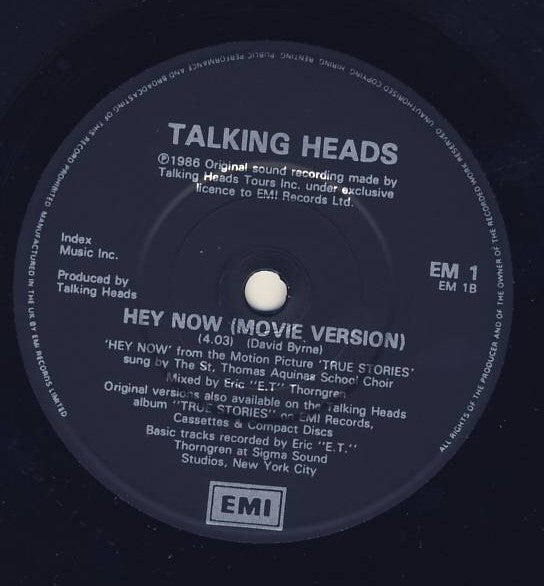 UNAUTHORISED COPYING, HIRING, RENTING, PUBLIC PERFORMANCE AND BROADCASTING OF THIS RECORD PROHIBITED MANUFACTURED IN THE UK BY EMI RECORDS LIMITED
ALL RIGHTS OF THE PRODUCER AND OF THE OWNER OF THE RECORDED WORK RESERVED
TALKING HEADS
℗1986 Original sound recording made by
Talking Heads Tours Inc. under exclusive
licence to EMI Records Ltd.
Index
Music Inc.
Produced by
Talking Heads
EM 1
EM 1B
HEY NOW (MOVIE VERSION)
(4.03) (David Byrne)
'HEY NOW' from the Motion Picture 'TRUE STORIES'
sung by The St. Thomas Aquinas School Choir
Mixed by Eric "E.T" Thorngren
Original versions also available on the Talking Heads
album "TRUE STORIES" on EMI Records,
Cassettes & Compact Discs
Basic tracks recorded by Eric "E.T."
Thorngren at Sigma Sound
Studios, New York City
EMI